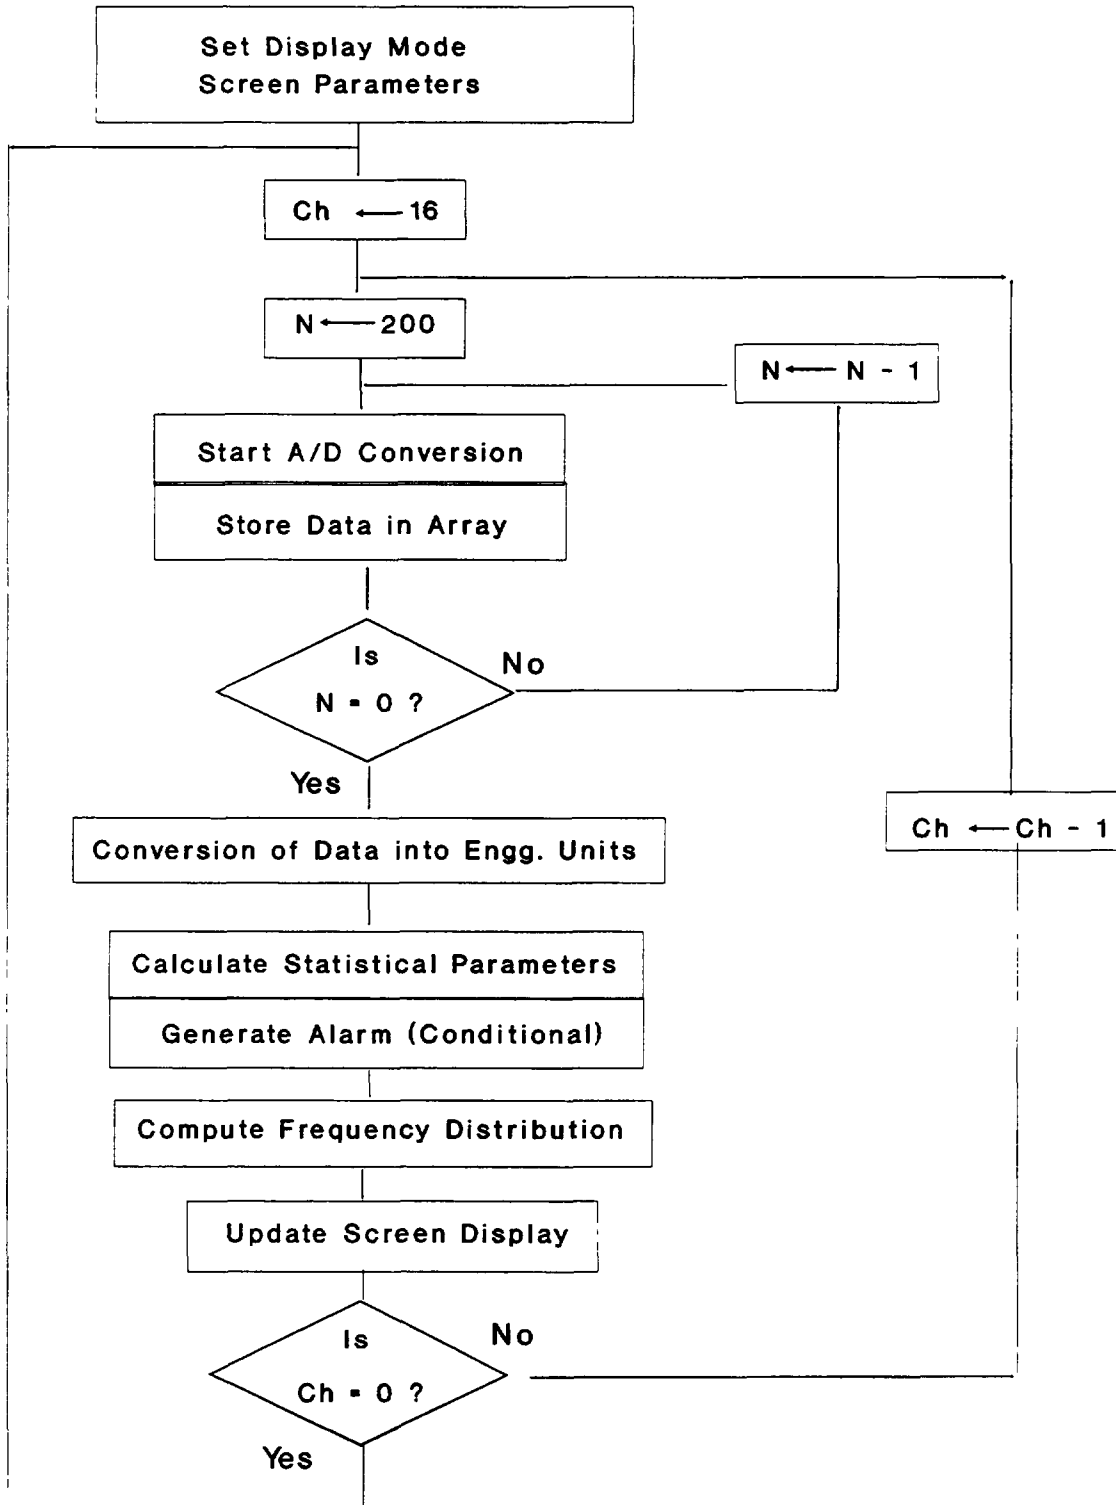 Set Display Mode
Screen Parameters
Ch ← 16
N ← 200
N ← N - 1
Start A/D Conversion
Store Data in Array
Is
N = 0 ?
No
Yes
Conversion of Data into Engg. Units
Ch ← Ch - 1
Calculate Statistical Parameters
Generate Alarm (Conditional)
Compute Frequency Distribution
Update Screen Display
Is
Ch = 0 ?
No
Yes